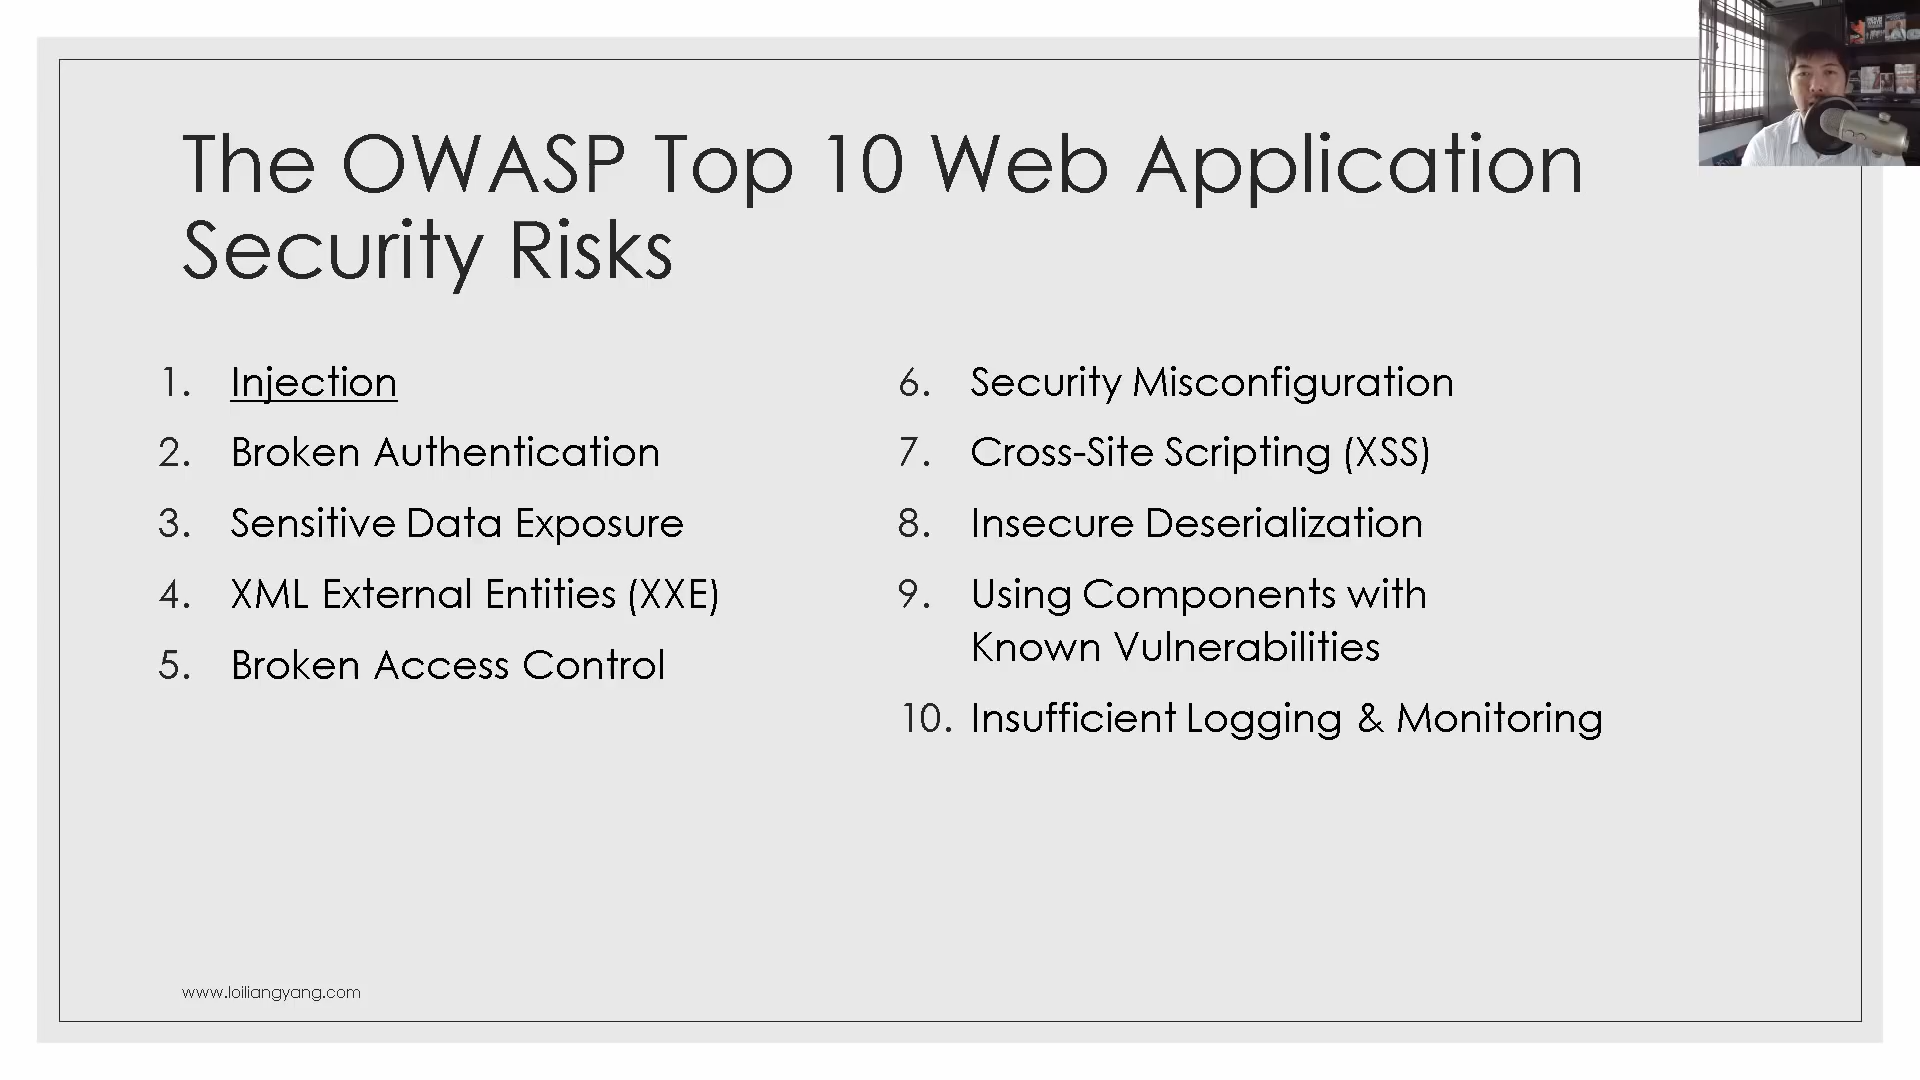 The OWASP Top 10 Web Application
Security Risks
1. Injection
2. Broken Authentication
3. Sensitive Data Exposure
4. XML External Entities (XXE)
5. Broken Access Control
6. Security Misconfiguration
7. Cross-Site Scripting (XSS)
8. Insecure Deserialization
9. Using Components with
Known Vulnerabilities
10. Insufficient Logging & Monitoring
www.loiliangyang.com